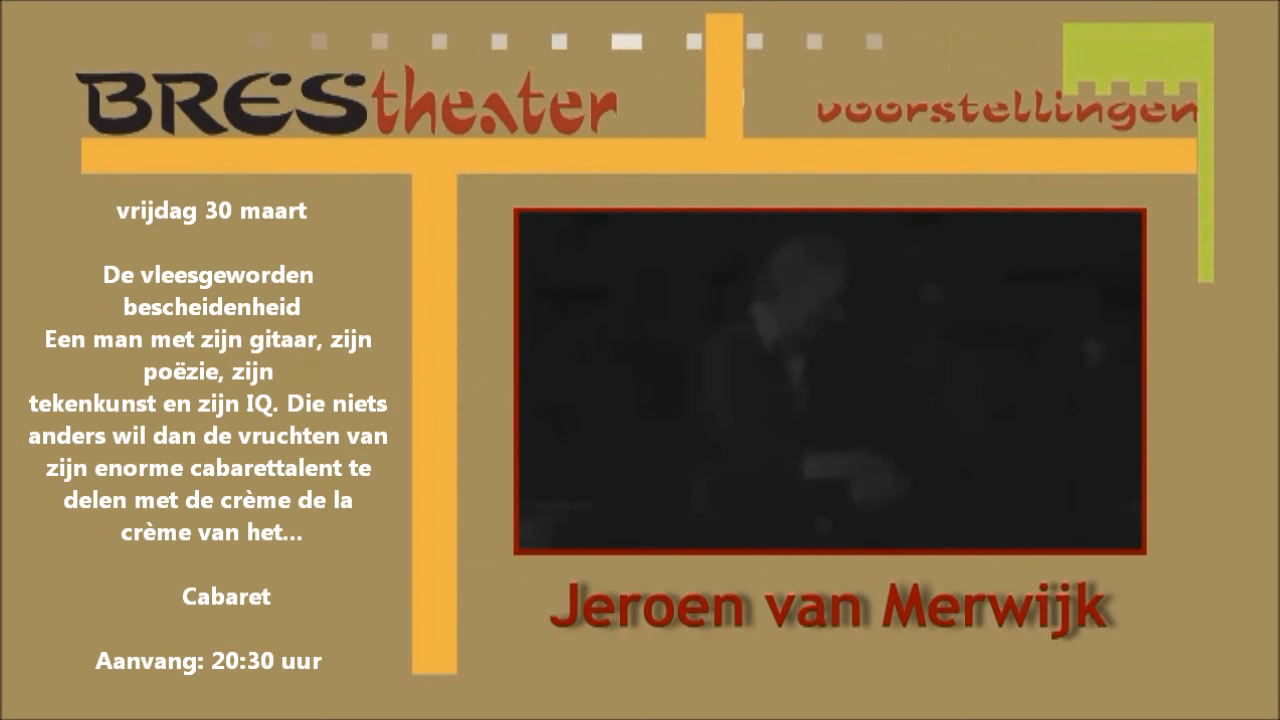 BREStheater
voorstellingen
vrijdag 30 maart
De vleesgeworden
bescheidenheid
Een man met zijn gitaar, zijn
poëzie, zijn
tekenkunst en zijn IQ. Die niets
anders wil dan de vruchten van
zijn enorme cabarettalent te
delen met de crème de la
crème van het...
Cabaret
Aanvang: 20:30 uur
Jeroen van Merwijk